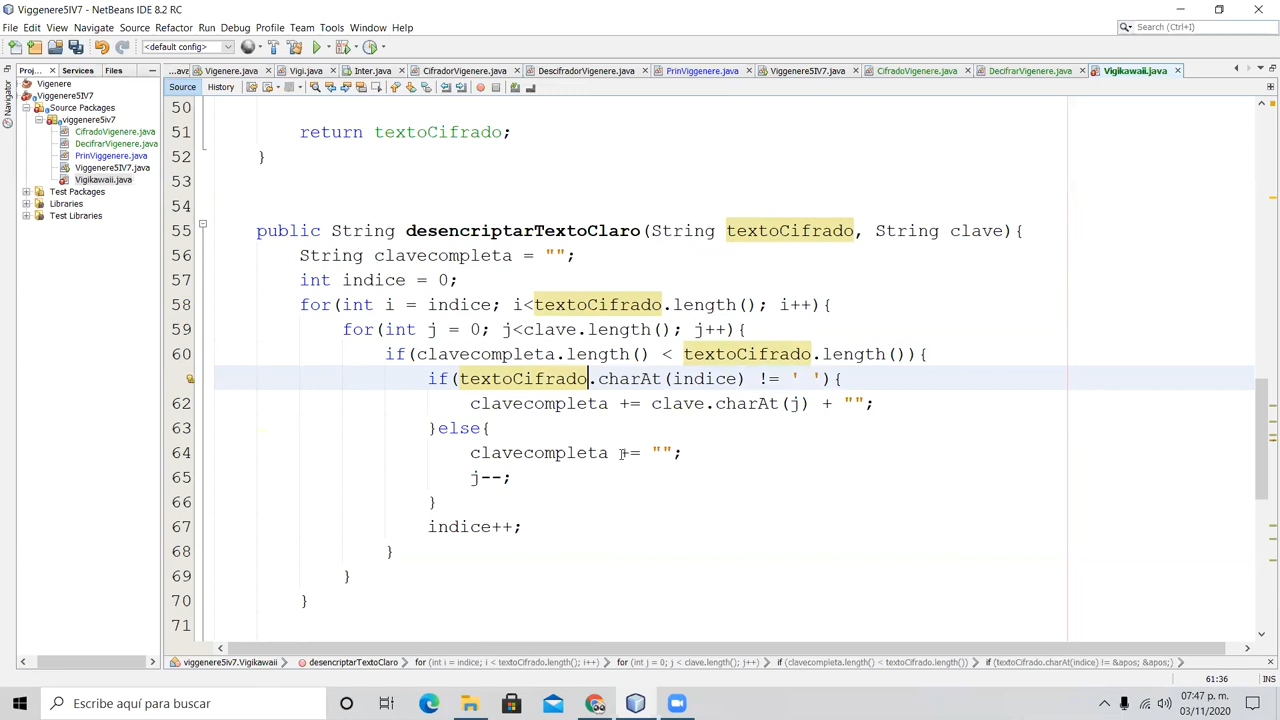 Viggenere5IV7 - NetBeans IDE 8.2 RC
File Edit View Navigate Source Refactor Run Debug Profile Team Tools Window Help
Search (Ctrl+I)
<default config>
Proj... Services Files
...ava Vigenere.java Vigi.java Inter.java CifradorVigenere.java DescifradorVigenere.java PrinViggenere.java Viggenere5IV7.java CifradoVigenere.java DecifrarVigenere.java Vigikawaii.java
Navigator
Source History
Vigenere
Viggenere5IV7
Source Packages
viggenere5iv7
CifradoVigenere.java
DecifrarVigenere.java
PrinViggenere.java
Viggenere5IV7.java
Vigikawaii.java
Test Packages
Libraries
Test Libraries
50
51 return textoCifrado;
52 }
53
54
55 public String desencriptarTextoClaro(String textoCifrado, String clave){
56 String clavecompleta = "";
57 int indice = 0;
58 for(int i = indice; i<textoCifrado.length(); i++){
59 for(int j = 0; j<clave.length(); j++){
60 if(clavecompleta.length() < textoCifrado.length()){
if(textoCifrado.charAt(indice) != ' '){
62 clavecompleta += clave.charAt(j) + "";
63 }else{
64 clavecompleta += "";
65 j--;
66 }
67 indice++;
68 }
69 }
70 }
71
viggenere5iv7.Vigikawaii desencriptarTextoClaro for (int i = indice; i < textoCifrado.length(); i++) for (int j = 0; j < clave.length(); j++) if (clavecompleta.length() < textoCifrado.length()) if (textoCifrado.charAt(indice) != &apos; &apos;)
61:36 INS
Escribe aquí para buscar
07:47 p. m.
03/11/2020